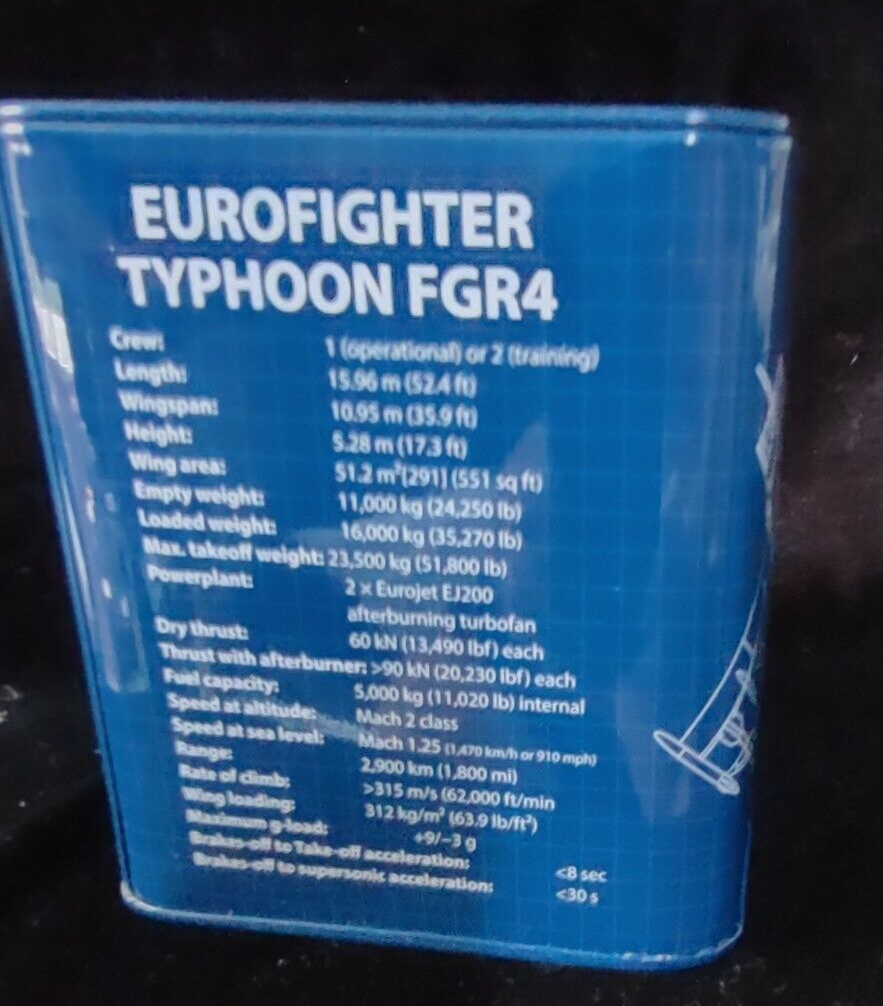 EUROFIGHTER
TYPHOON FGR4
Crew: 1 (operational) or 2 (training)
Length: 15.96 m (52.4 ft)
Wingspan: 10.95 m (35.9 ft)
Height: 5.28 m (17.3 ft)
Wing area: 51.2 m²[291] (551 sq ft)
Empty weight: 11,000 kg (24,250 lb)
Loaded weight: 16,000 kg (35,270 lb)
Max. takeoff weight: 23,500 kg (51,800 lb)
Powerplant: 2 x Eurojet EJ200
afterburning turbofan
Dry thrust: 60 kN (13,490 lbf) each
Thrust with afterburner: >90 kN (20,230 lbf) each
Fuel capacity: 5,000 kg (11,020 lb) internal
Speed at altitude: Mach 2 class
Speed at sea level: Mach 1.25 (1,470 km/h or 910 mph)
Range: 2,900 km (1,800 mi)
Rate of climb: >315 m/s (62,000 ft/min
Wing loading: 312 kg/m² (63.9 lb/ft²)
Maximum g-load: +9/–3 g
Brakes-off to Take-off acceleration: <8 sec
Brakes-off to supersonic acceleration: <30 s